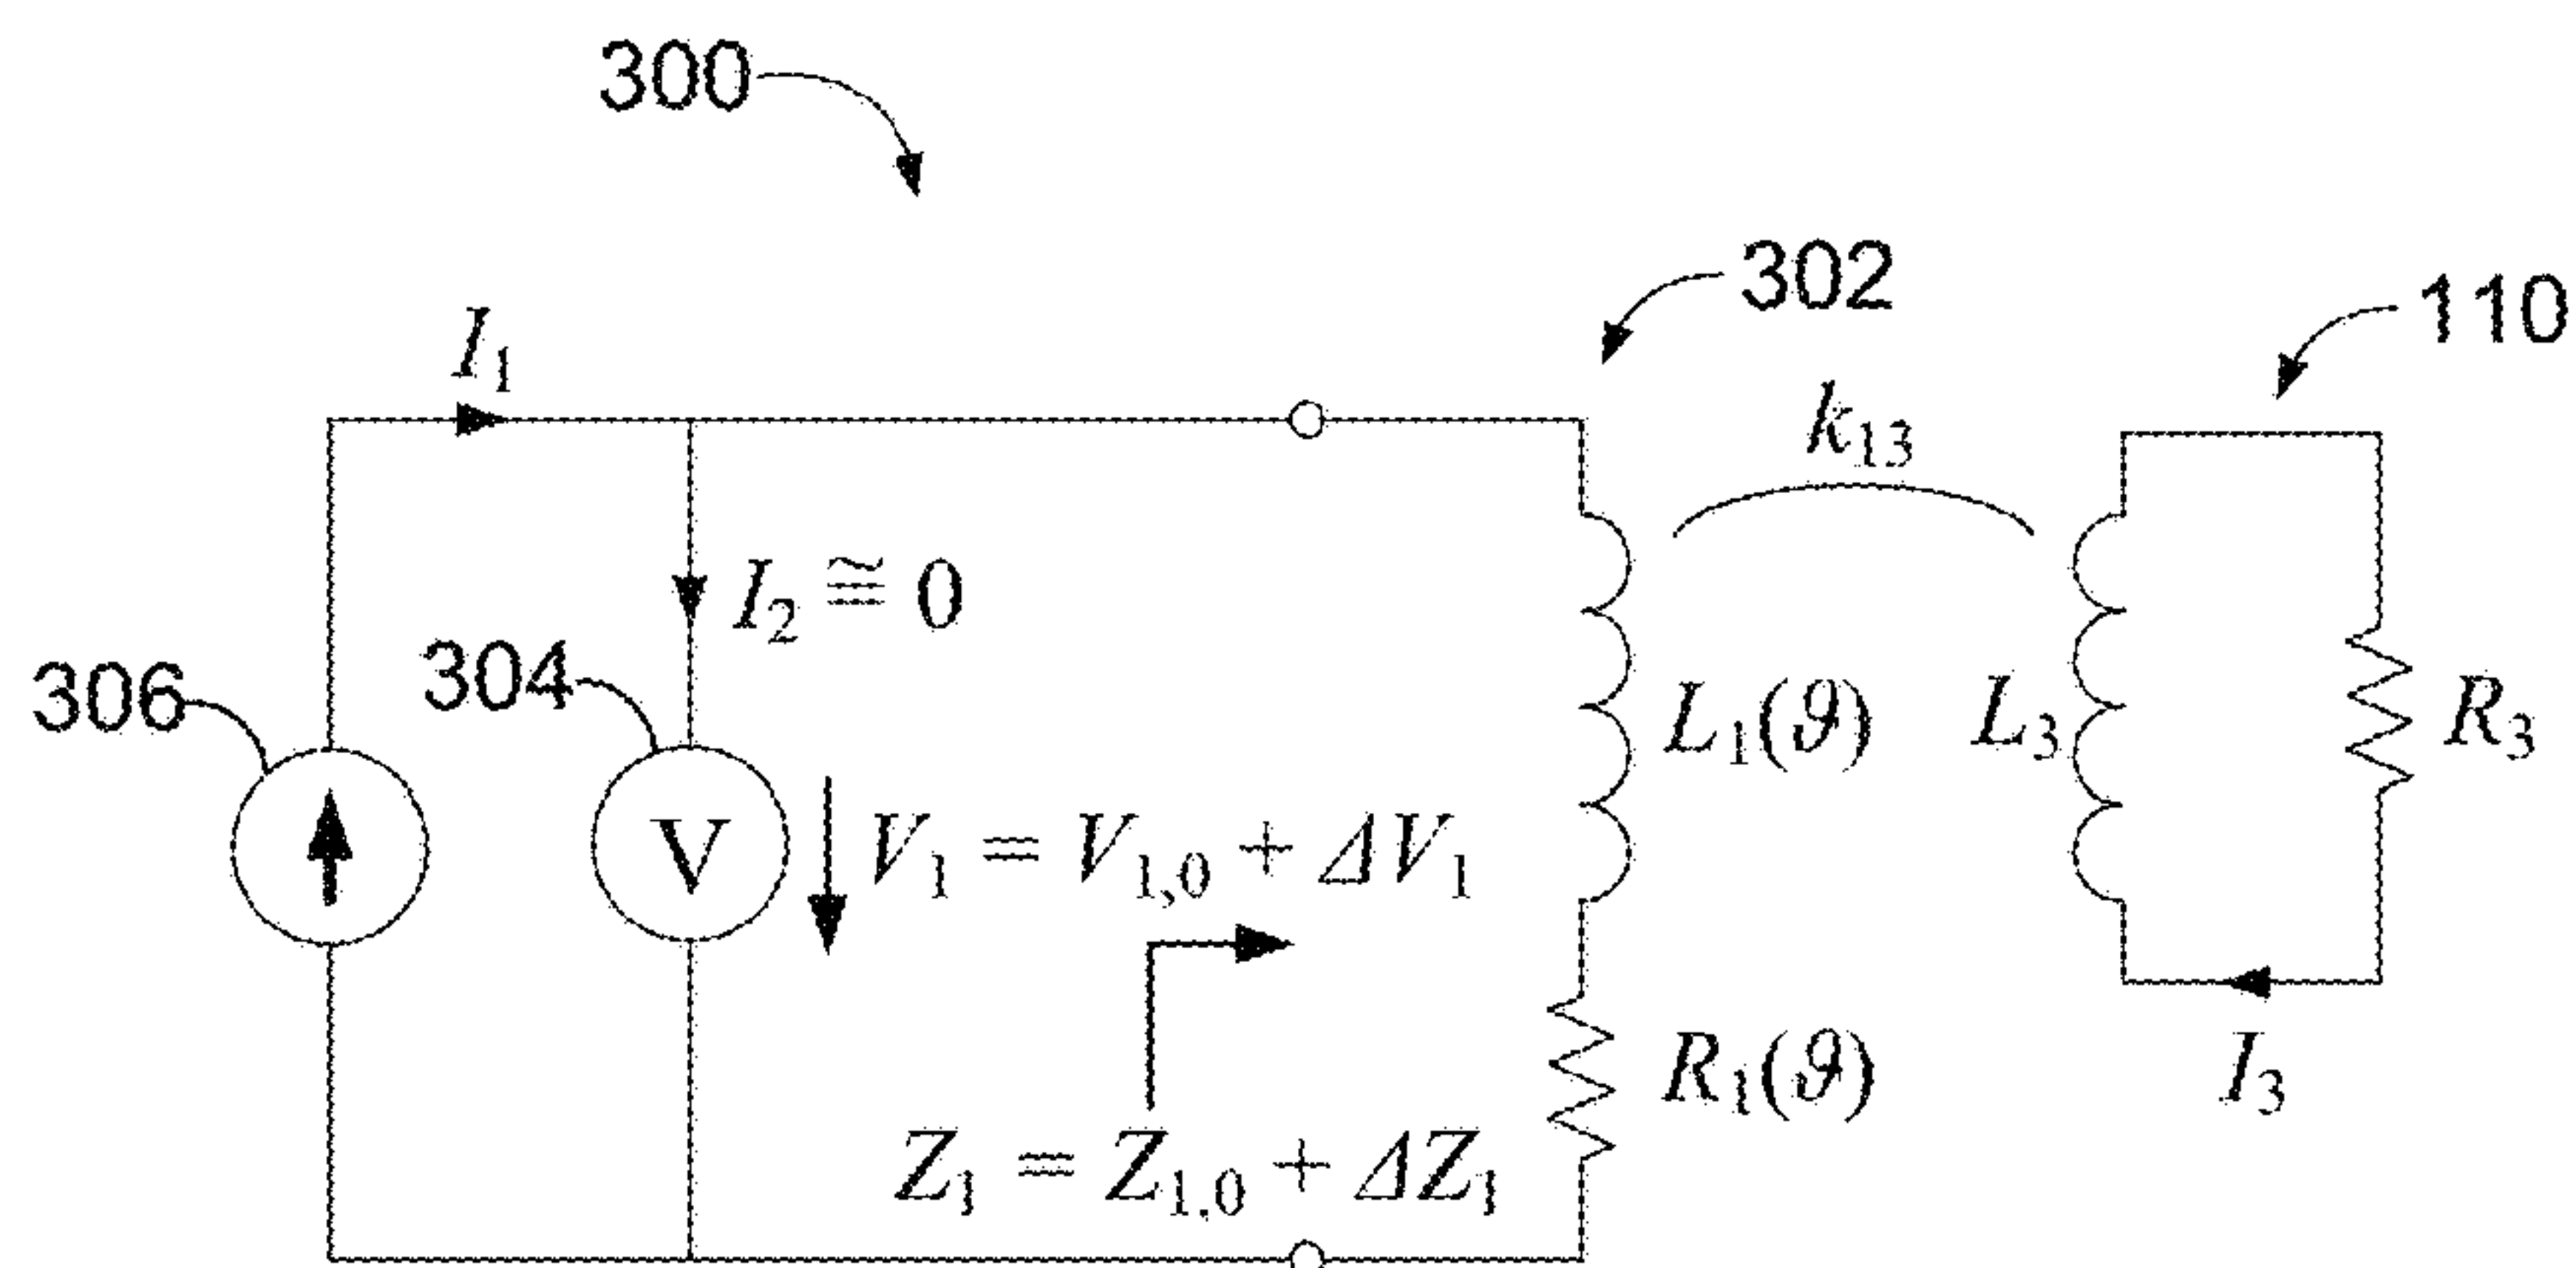 300
302
110
I₁
k₁₃
I₂ ≅ 0
304
306
L₁(ϑ)
L₃
R₃
V
V₁ = V₁,₀ + ΔV₁
R₁(ϑ)
I₃
Z₁ = Z₁,₀ + ΔZ₁